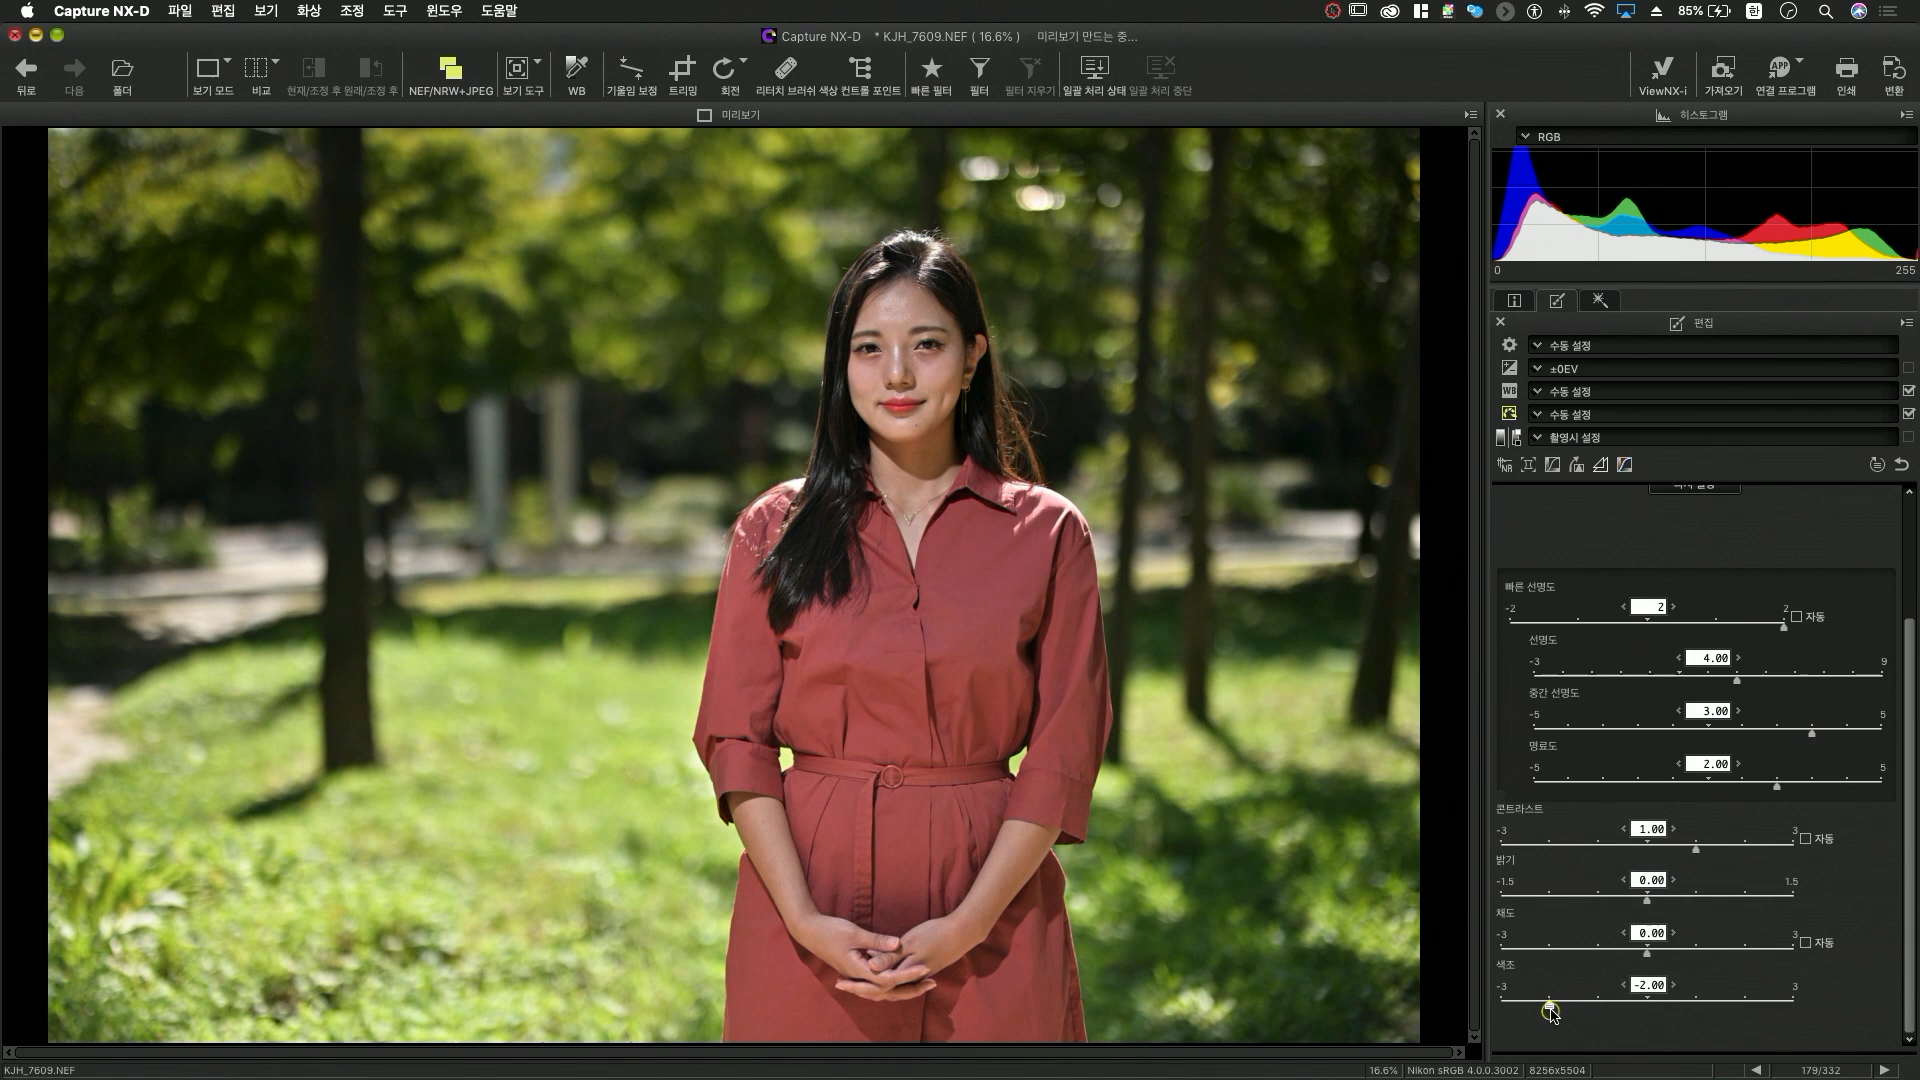 Capture NX-D 파일 편집 보기 화상 조정 도구 윈도우 도움말 85% 한
Capture NX-D * KJH_7609.NEF ( 16.6% ) 미리보기 만드는 중...
뒤로 다음 폴더 보기 모드 비교 현재/조정 후 원래/조정 후 NEF/NRW+JPEG 보기 도구 WB 기울임 보정 트리밍 회전 리터치 브러쉬 색상 컨트롤 포인트 빠른 필터 필터 필터 지우기 일괄 처리 상태 일괄 처리 중단 ViewNX-i 가져오기 연결 프로그램 인쇄 변환
미리보기
히스토그램
RGB
0 255
편집
수동 설정
±0EV
WB 수동 설정
수동 설정
촬영시 설정
NR
빠른 선명도
-2 2 2 자동
선명도
-3 4.00 9
중간 선명도
-5 3.00 5
명료도
-5 2.00 5
콘트라스트
-3 1.00 3 자동
밝기
-1.5 0.00 1.5
채도
-3 0.00 3 자동
색조
-3 -2.00 3
KJH_7609.NEF 16.6% Nikon sRGB 4.0.0.3002 8256x5504 179/332